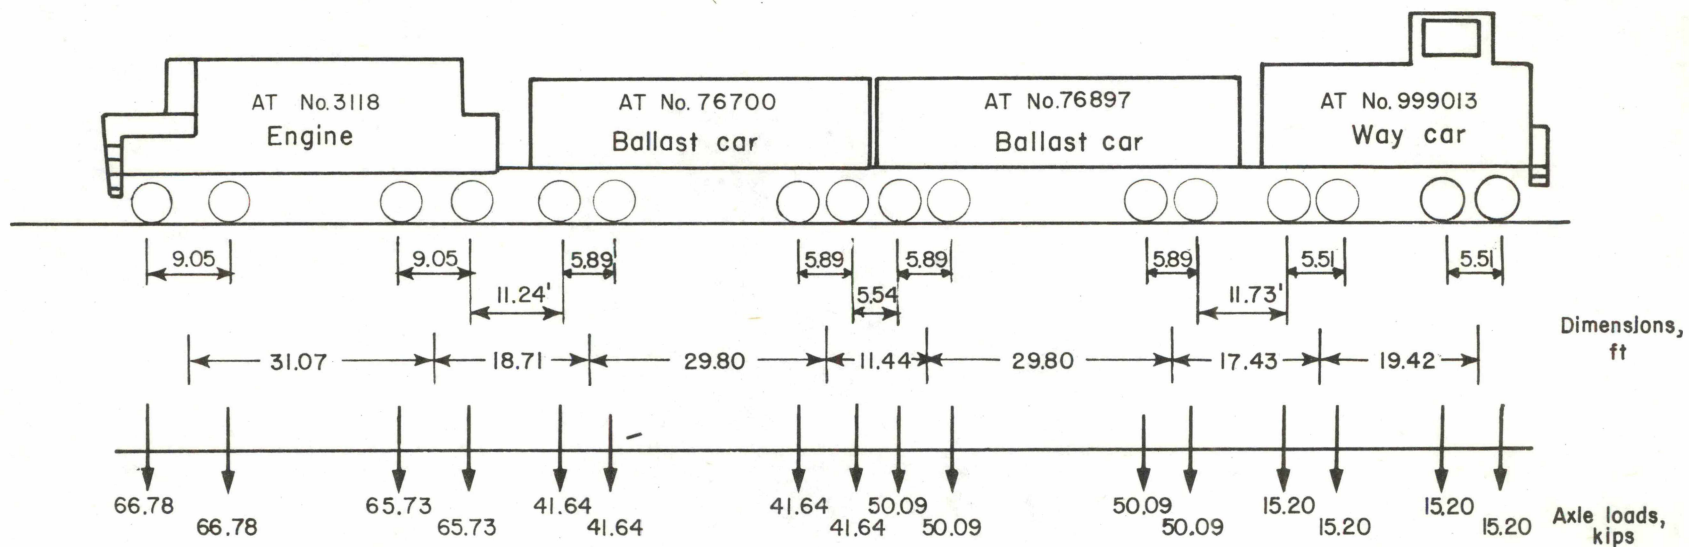 AT No.3118
Engine
AT No.76700
Ballast car
AT No.76897
Ballast car
AT No.999013
Way car
9.05 9.05 5.89' 5.89 5.89 5.89 5.51 5.51
11.24' 5.54 11.73'
Dimensions,
ft
31.07 18.71 29.80 11.44 29.80 17.43 19.42
66.78 65.73 41.64 41.64 50.09 50.09 15.20 15.20
66.78 65.73 41.64 41.64 50.09 50.09 15.20 15.20
Axle loads,
kips